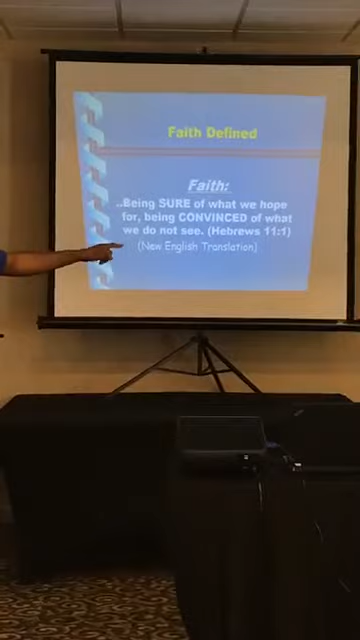 Faith Defined
Faith:
..Being SURE of what we hope
for, being CONVINCED of what
we do not see. (Hebrews 11:1)
(New English Translation)